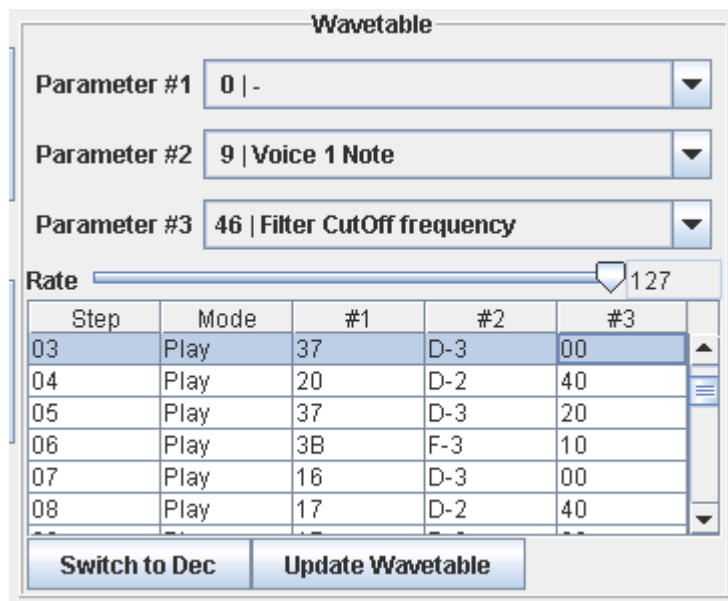 Wavetable
Parameter #1 0 | -
Parameter #2 9 | Voice 1 Note
Parameter #3 46 | Filter CutOff frequency
Rate 127
Step Mode #1 #2 #3
03 Play 37 D-3 00
04 Play 20 D-2 40
05 Play 37 D-3 20
06 Play 3B F-3 10
07 Play 16 D-3 00
08 Play 17 D-2 40
Switch to Dec Update Wavetable